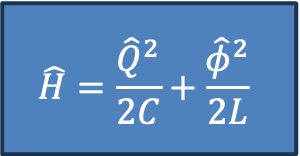 Ĥ = Q̂²/2C + ϕ̂²/2L